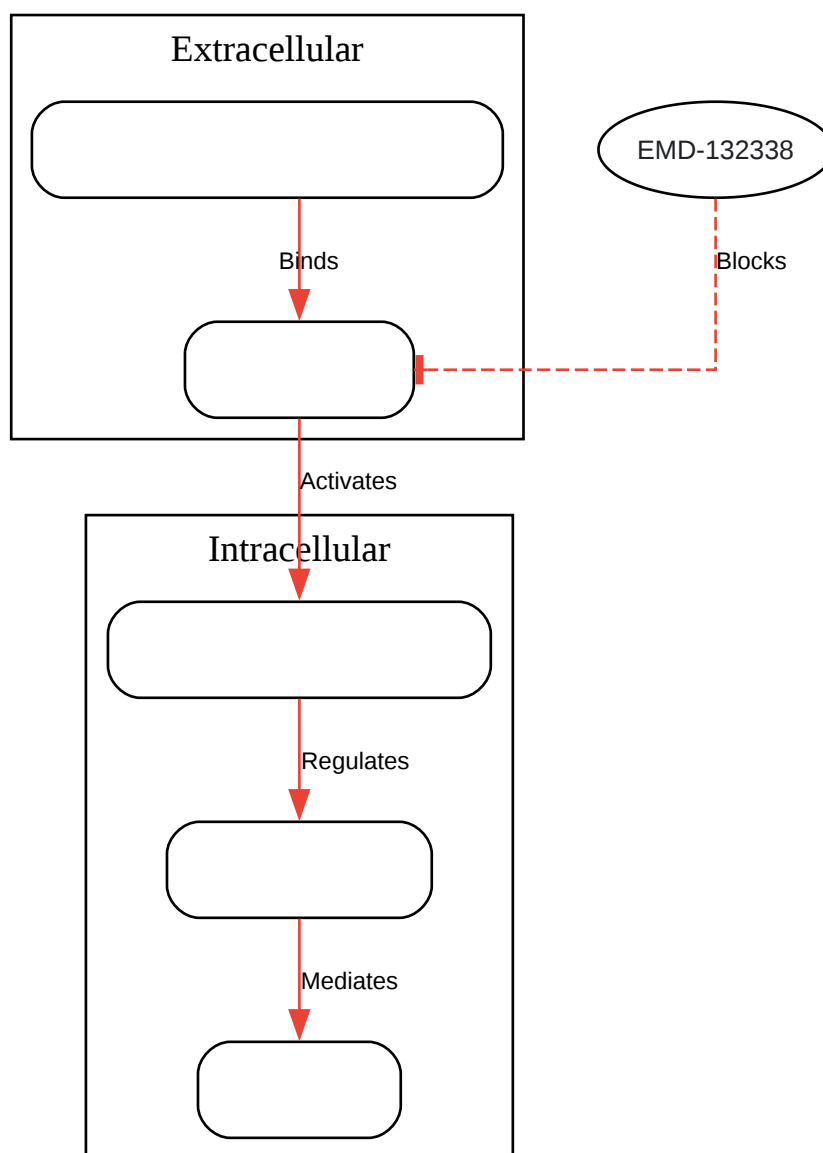 Extracellular
EMD-132338
Binds
Blocks
Activates
Intracellular
Regulates
Mediates